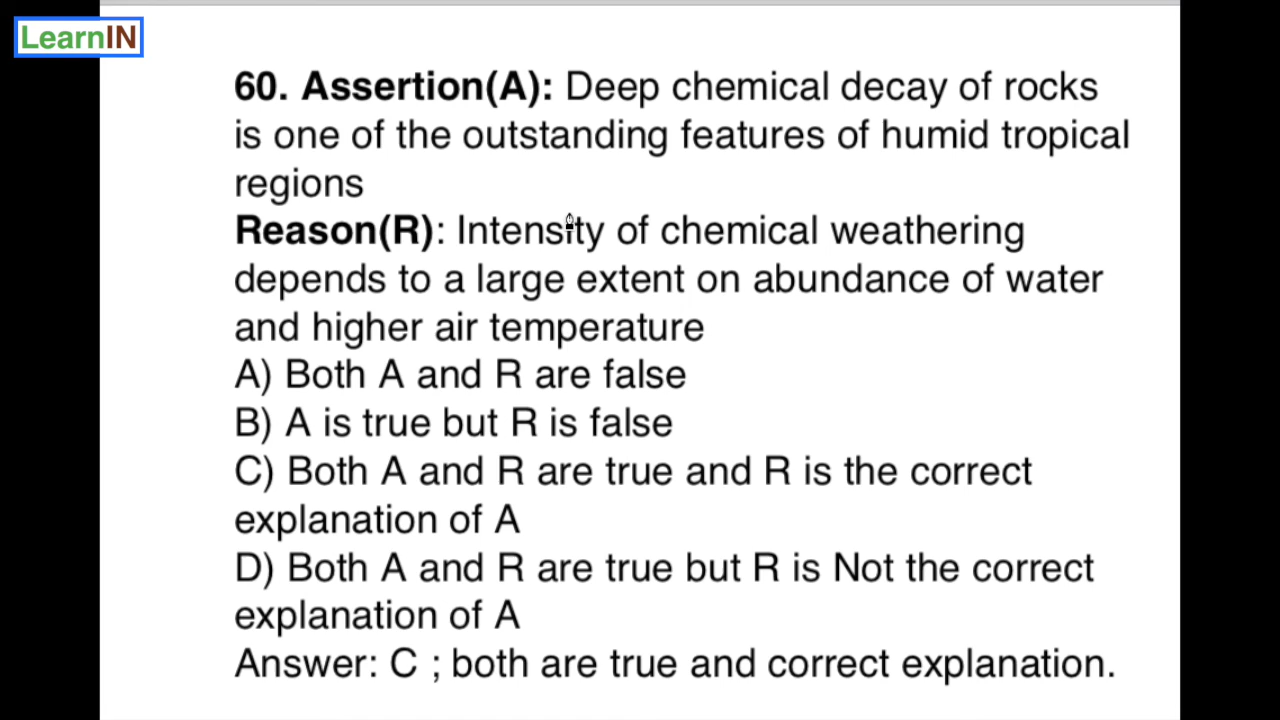 LearnIN
60. Assertion(A): Deep chemical decay of rocks
is one of the outstanding features of humid tropical
regions
Reason(R): Intensity of chemical weathering
depends to a large extent on abundance of water
and higher air temperature
A) Both A and R are false
B) A is true but R is false
C) Both A and R are true and R is the correct
explanation of A
D) Both A and R are true but R is Not the correct
explanation of A
Answer: C ; both are true and correct explanation.